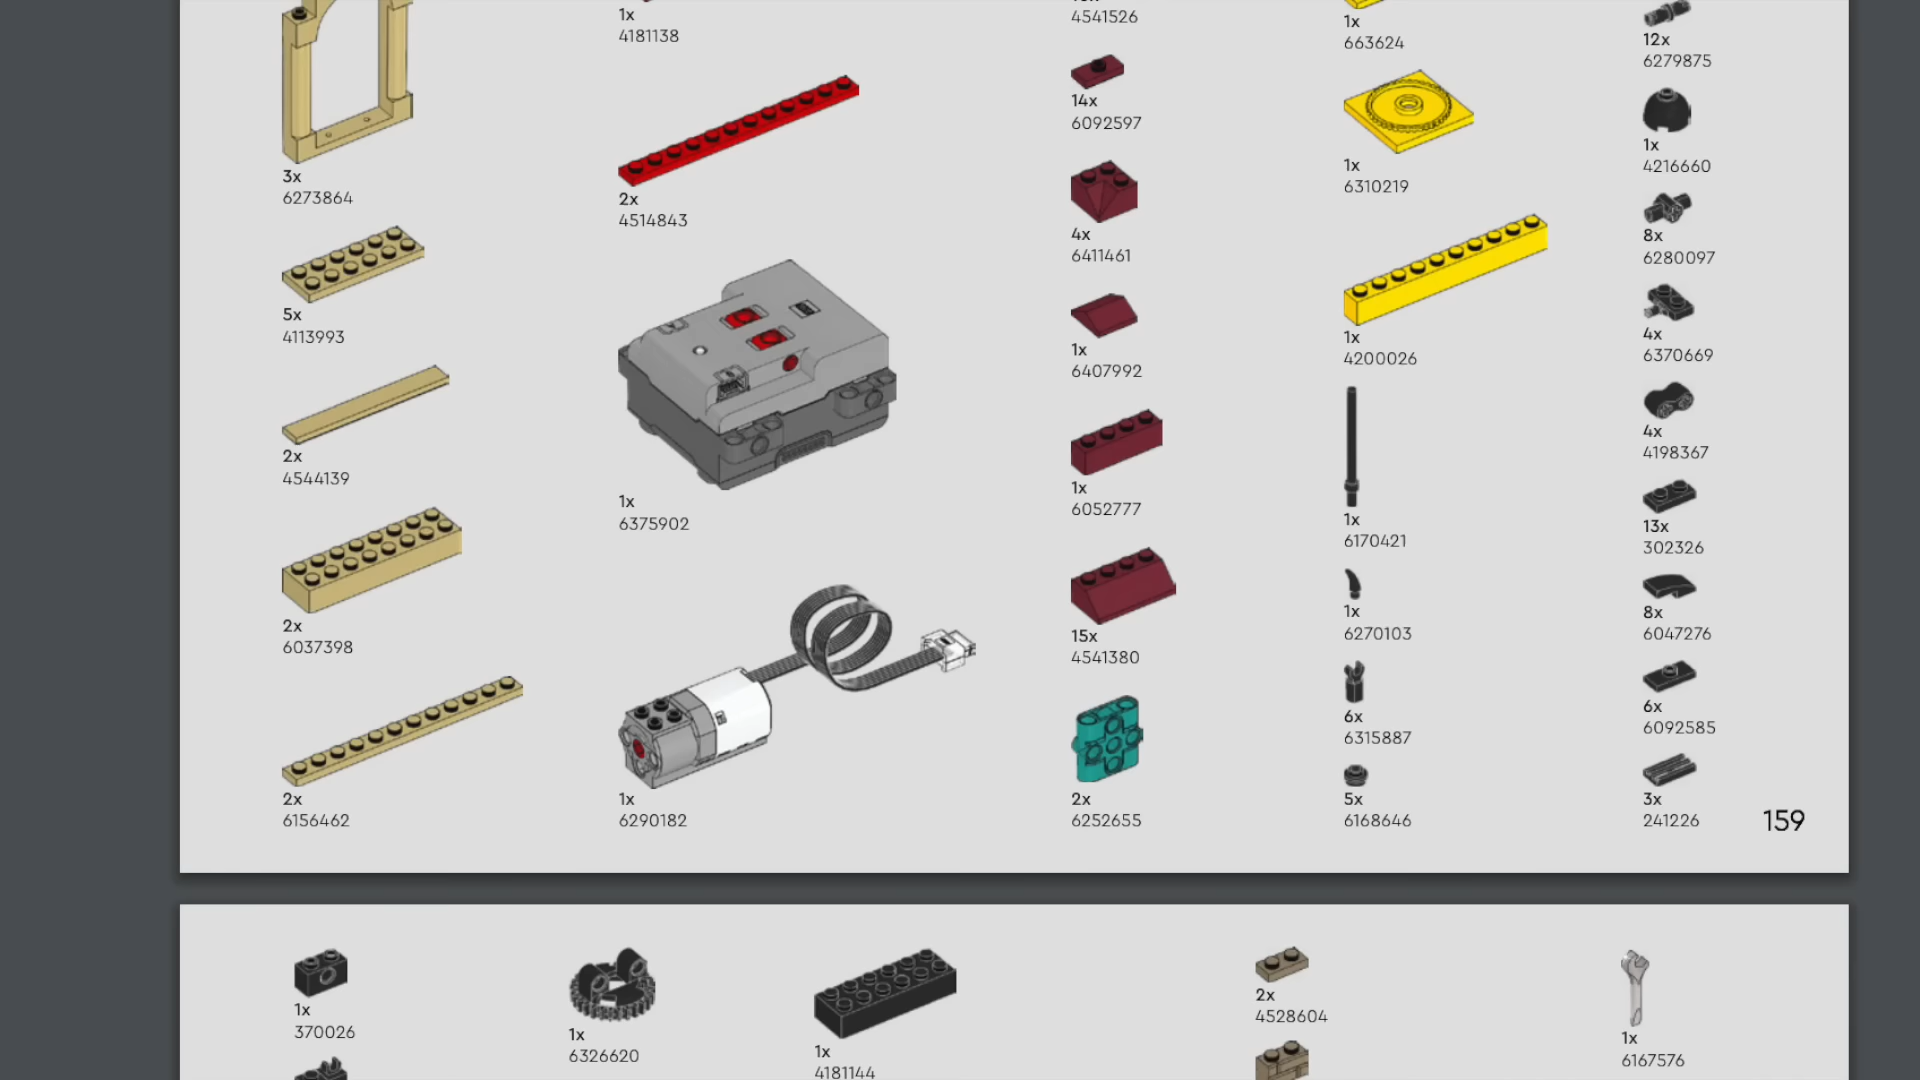 3x
6273864
5x
4113993
2x
4544139
2x
6037398
2x
6156462
1x
4181138
2x
4514843
1x
6375902
1x
6290182
4541526
14x
6092597
4x
6411461
1x
6407992
1x
6052777
15x
4541380
2x
6252655
1x
663624
1x
6310219
1x
4200026
1x
6170421
1x
6270103
6x
6315887
5x
6168646
12x
6279875
1x
4216660
8x
6280097
4x
6370669
4x
4198367
13x
302326
8x
6047276
6x
6092585
3x
241226
159
1x
370026
1x
6326620
1x
4181144
2x
4528604
1x
6167576